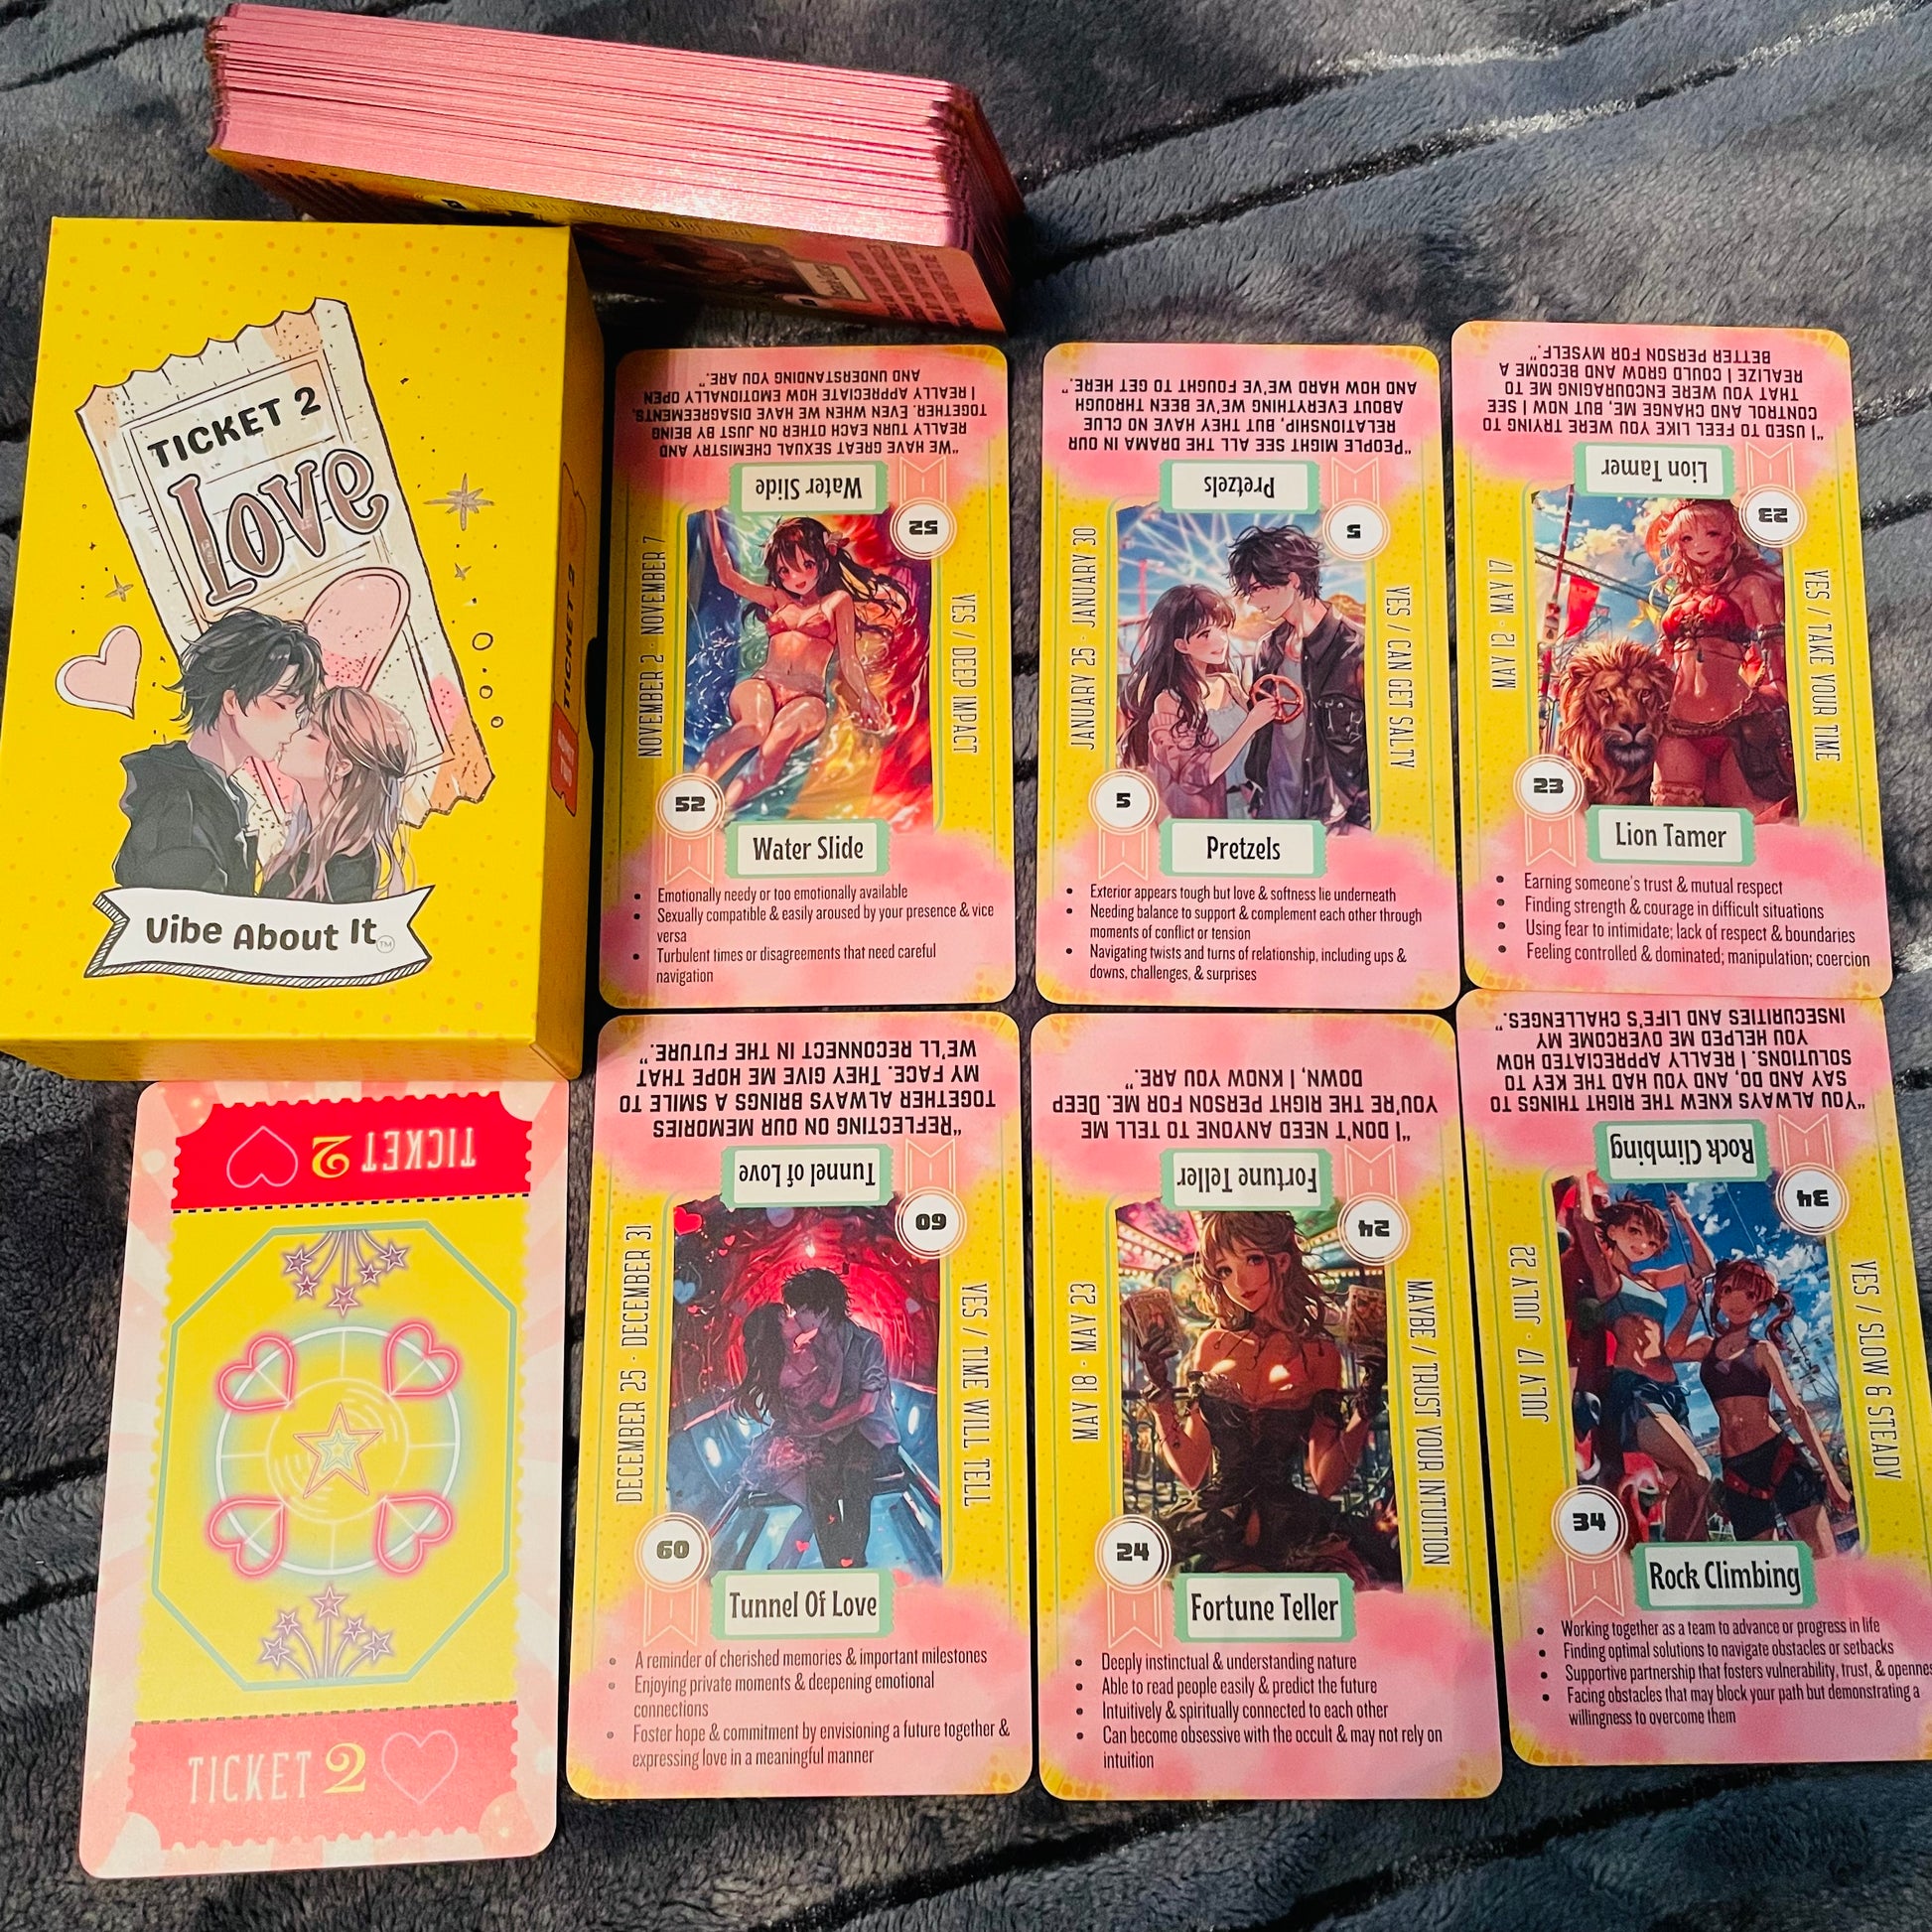 TICKET 2
Love
Vibe About It
TM
TICKET 2
TICKET 2
TICKET 2
"WE HAVE GREAT SEXUAL CHEMISTRY AND
REALLY TURN EACH OTHER ON JUST BY BEING
TOGETHER. EVEN WHEN WE HAVE DISAGREEMENTS,
I REALLY APPRECIATE HOW EMOTIONALLY OPEN
AND UNDERSTANDING YOU ARE."
Water Slide
52
NOVEMBER 2 - NOVEMBER 7
YES / DEEP IMPACT
52
Water Slide
• Emotionally needy or too emotionally available
• Sexually compatible & easily aroused by your presence & vice
versa
• Turbulent times or disagreements that need careful
navigation
"PEOPLE MIGHT SEE ALL THE DRAMA IN OUR
RELATIONSHIP, BUT THEY HAVE NO CLUE
ABOUT EVERYTHING WE'VE BEEN THROUGH
AND HOW HARD WE'VE FOUGHT TO GET HERE."
Pretzels
5
JANUARY 25 - JANUARY 30
YES / CAN GET SALTY
5
Pretzels
• Exterior appears tough but love & softness lie underneath
• Needing balance to support & complement each other through
moments of conflict or tension
• Navigating twists and turns of relationship, including ups &
downs, challenges, & surprises
"I USED TO FEEL LIKE YOU WERE TRYING TO
CONTROL AND CHANGE ME, BUT NOW I SEE
THAT YOU WERE ENCOURAGING ME TO
REALIZE I COULD GROW AND BECOME A
BETTER PERSON FOR MYSELF."
Lion Tamer
23
MAY 12 - MAY 17
YES / TAKE YOUR TIME
23
Lion Tamer
• Earning someone's trust & mutual respect
• Finding strength & courage in difficult situations
• Using fear to intimidate; lack of respect & boundaries
• Feeling controlled & dominated; manipulation; coercion
"REFLECTING ON OUR MEMORIES
TOGETHER ALWAYS BRINGS A SMILE TO
MY FACE. THEY GIVE ME HOPE THAT
WE'LL RECONNECT IN THE FUTURE."
Tunnel of Love
60
DECEMBER 25 - DECEMBER 31
YES / TIME WILL TELL
60
Tunnel Of Love
• A reminder of cherished memories & important milestones
• Enjoying private moments & deepening emotional
connections
• Foster hope & commitment by envisioning a future together &
expressing love in a meaningful manner
"I DON'T NEED ANYONE TO TELL ME
YOU'RE THE RIGHT PERSON FOR ME. DEEP
DOWN, I KNOW YOU ARE."
Fortune Teller
24
MAY 18 - MAY 23
MAYBE / TRUST YOUR INTUITION
24
Fortune Teller
• Deeply instinctual & understanding nature
• Able to read people easily & predict the future
• Intuitively & spiritually connected to each other
• Can become obsessive with the occult & may not rely on
intuition
"YOU ALWAYS KNEW THE RIGHT THINGS TO
SAY AND DO, AND YOU HAD THE KEY TO
SOLUTIONS. I REALLY APPRECIATED HOW
YOU HELPED ME OVERCOME MY
INSECURITIES AND LIFE'S CHALLENGES."
Rock Climbing
34
JULY 17 - JULY 22
YES / SLOW & STEADY
34
Rock Climbing
• Working together as a team to advance or progress in life
• Finding optimal solutions to navigate obstacles or setbacks
• Supportive partnership that fosters vulnerability, trust, &
• Facing obstacles that may block your path but demonstrating a
willingness to overcome them